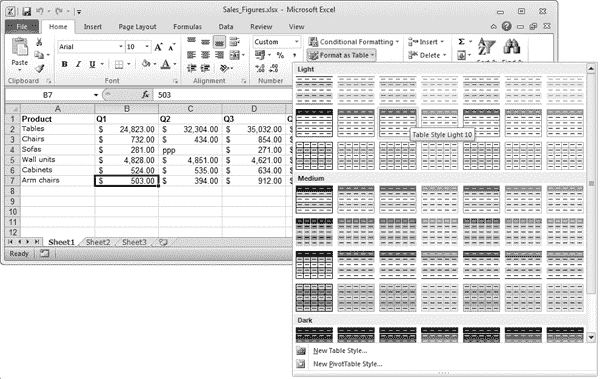 Sales_Figures.xlsx - Microsoft Excel
File Home Insert Page Layout Formulas Data Review View
Paste
Arial 10
B I U
Custom
$ % ,
Conditional Formatting
Format as Table
Insert
Delete
Clipboard Font Alignment Number
B7 fx 503
A B C D
1 Product Q1 Q2 Q3
2 Tables $ 24,823.00 $ 32,304.00 $ 35,032.00
3 Chairs $ 732.00 $ 434.00 $ 854.00
4 Sofas $ 281.00 ppp $ 271.00
5 Wall units $ 4,828.00 $ 4,851.00 $ 4,621.00
6 Cabinets $ 524.00 $ 535.00 $ 634.00
7 Arm chairs $ 503.00 $ 394.00 $ 912.00
8
9
10
11
12
Sheet1 Sheet2 Sheet3
Ready
Light
Table Style Light 10
Medium
Dark
New Table Style...
New PivotTable Style...